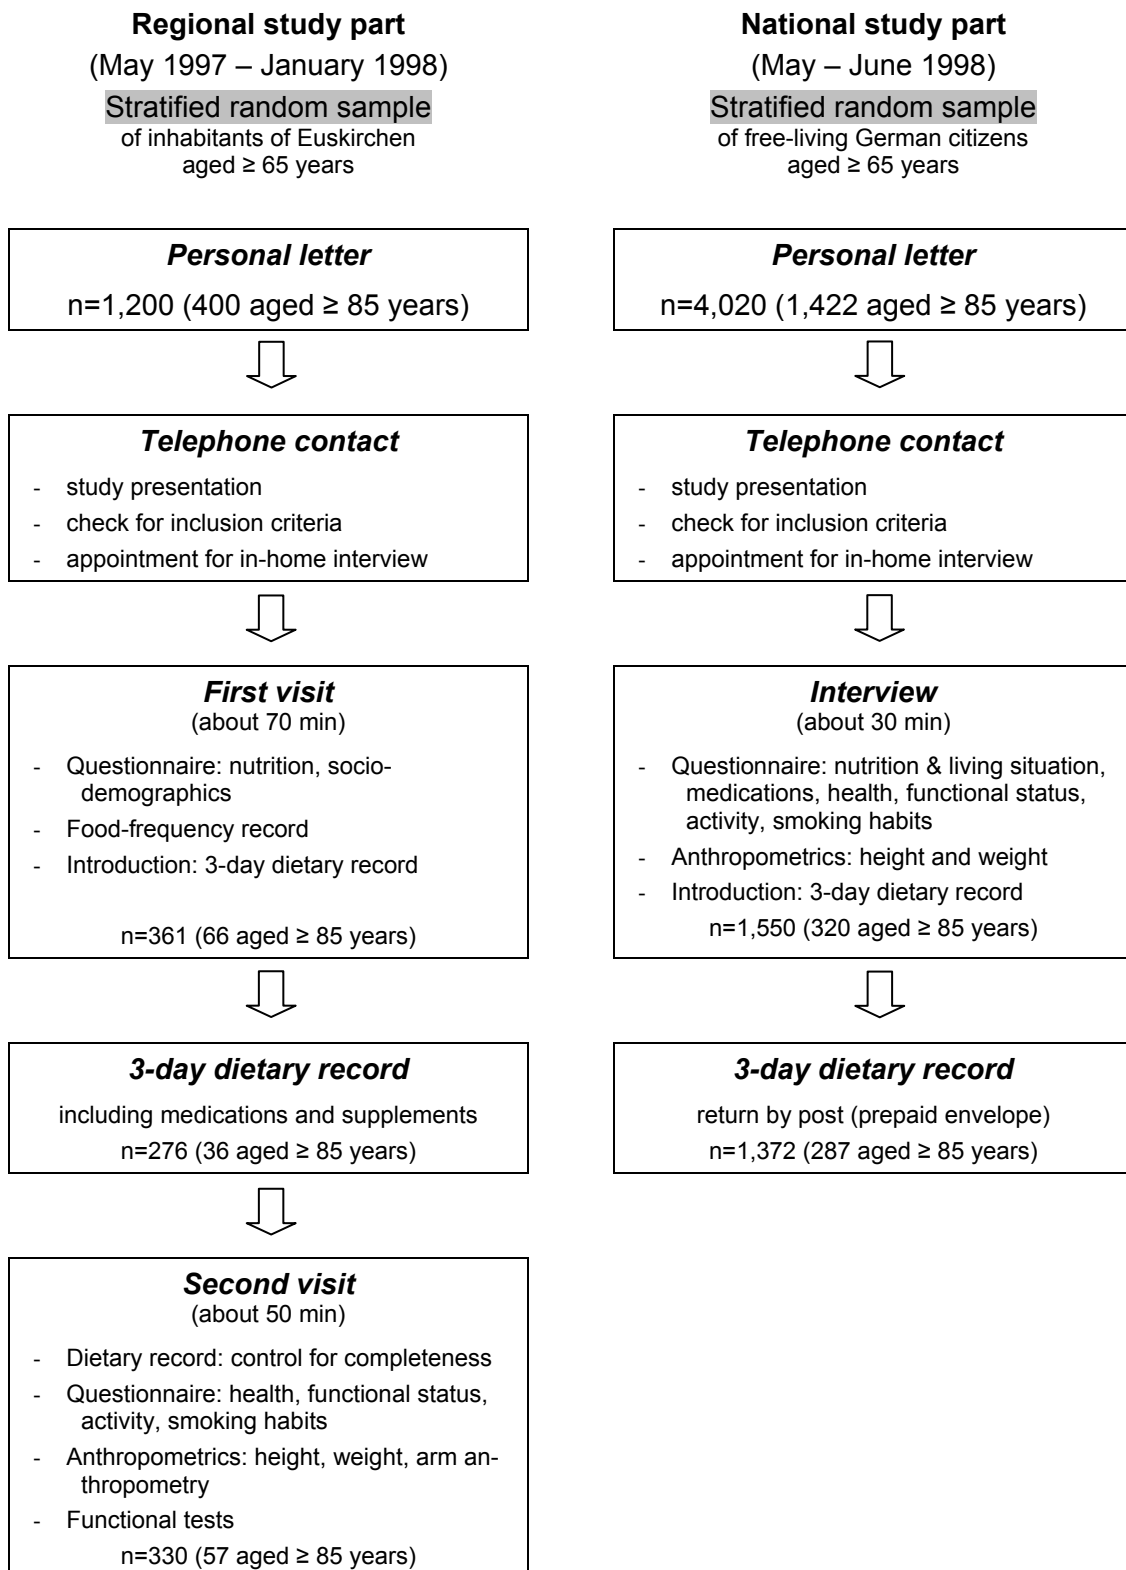 Regional study part
(May 1997 – January 1998)
Stratified random sample
of inhabitants of Euskirchen
aged ≥ 65 years
Personal letter
n=1,200 (400 aged ≥ 85 years)
Telephone contact
- study presentation
- check for inclusion criteria
- appointment for in-home interview
First visit
(about 70 min)
- Questionnaire: nutrition, socio-
demographics
- Food-frequency record
- Introduction: 3-day dietary record
n=361 (66 aged ≥ 85 years)
3-day dietary record
including medications and supplements
n=276 (36 aged ≥ 85 years)
Second visit
(about 50 min)
- Dietary record: control for completeness
- Questionnaire: health, functional status,
activity, smoking habits
- Anthropometrics: height, weight, arm an-
thropometry
- Functional tests
n=330 (57 aged ≥ 85 years)
National study part
(May – June 1998)
Stratified random sample
of free-living German citizens
aged ≥ 65 years
Personal letter
n=4,020 (1,422 aged ≥ 85 years)
Telephone contact
- study presentation
- check for inclusion criteria
- appointment for in-home interview
Interview
(about 30 min)
- Questionnaire: nutrition & living situation,
medications, health, functional status,
activity, smoking habits
- Anthropometrics: height and weight
- Introduction: 3-day dietary record
n=1,550 (320 aged ≥ 85 years)
3-day dietary record
return by post (prepaid envelope)
n=1,372 (287 aged ≥ 85 years)